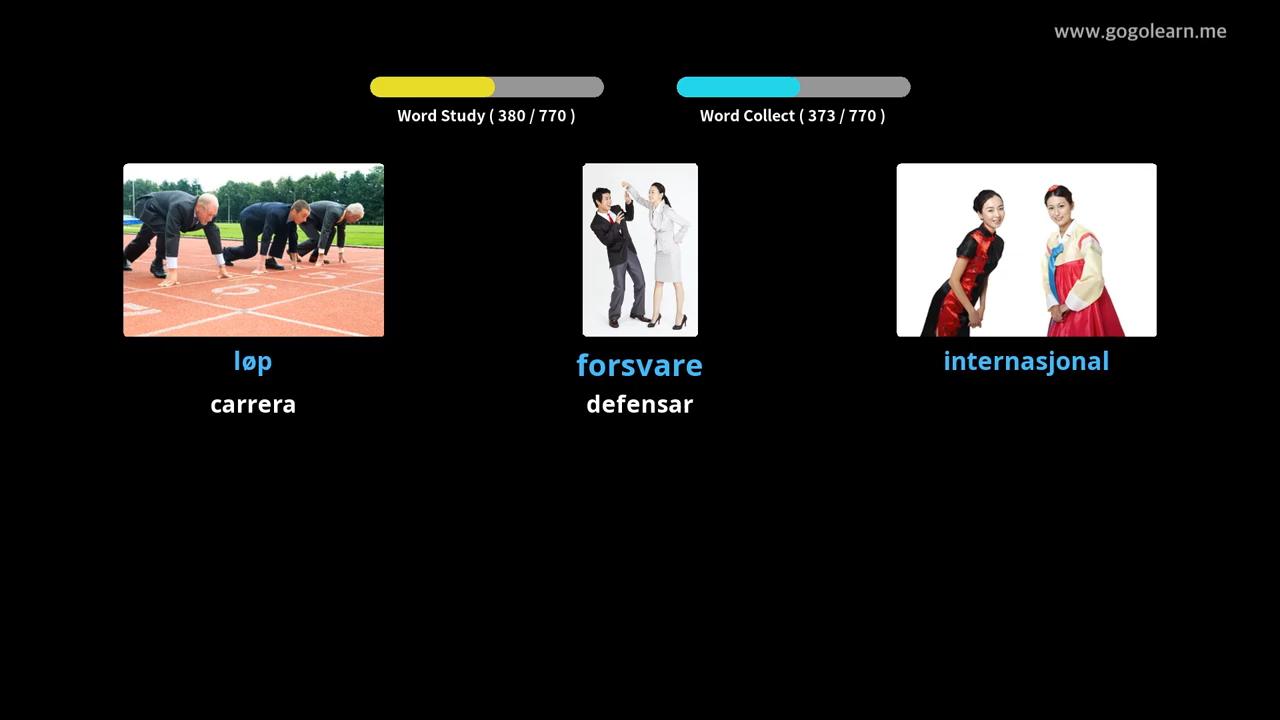 www.gogolearn.me
Word Study ( 380 / 770 )
Word Collect ( 373 / 770 )
løp
forsvare
internasjonal
carrera
defensar